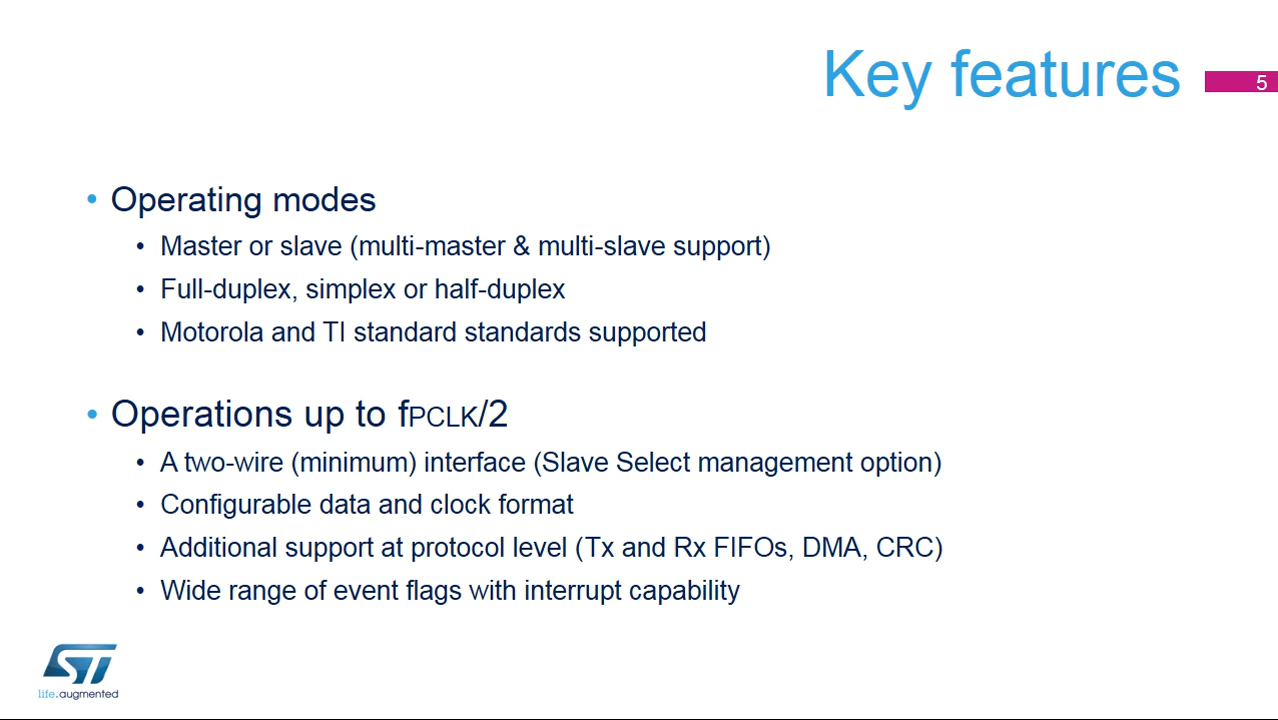 Key features
5
• Operating modes
• Master or slave (multi-master & multi-slave support)
• Full-duplex, simplex or half-duplex
• Motorola and TI standard standards supported
• Operations up to fPCLK/2
• A two-wire (minimum) interface (Slave Select management option)
• Configurable data and clock format
• Additional support at protocol level (Tx and Rx FIFOs, DMA, CRC)
• Wide range of event flags with interrupt capability
ST
life.augmented